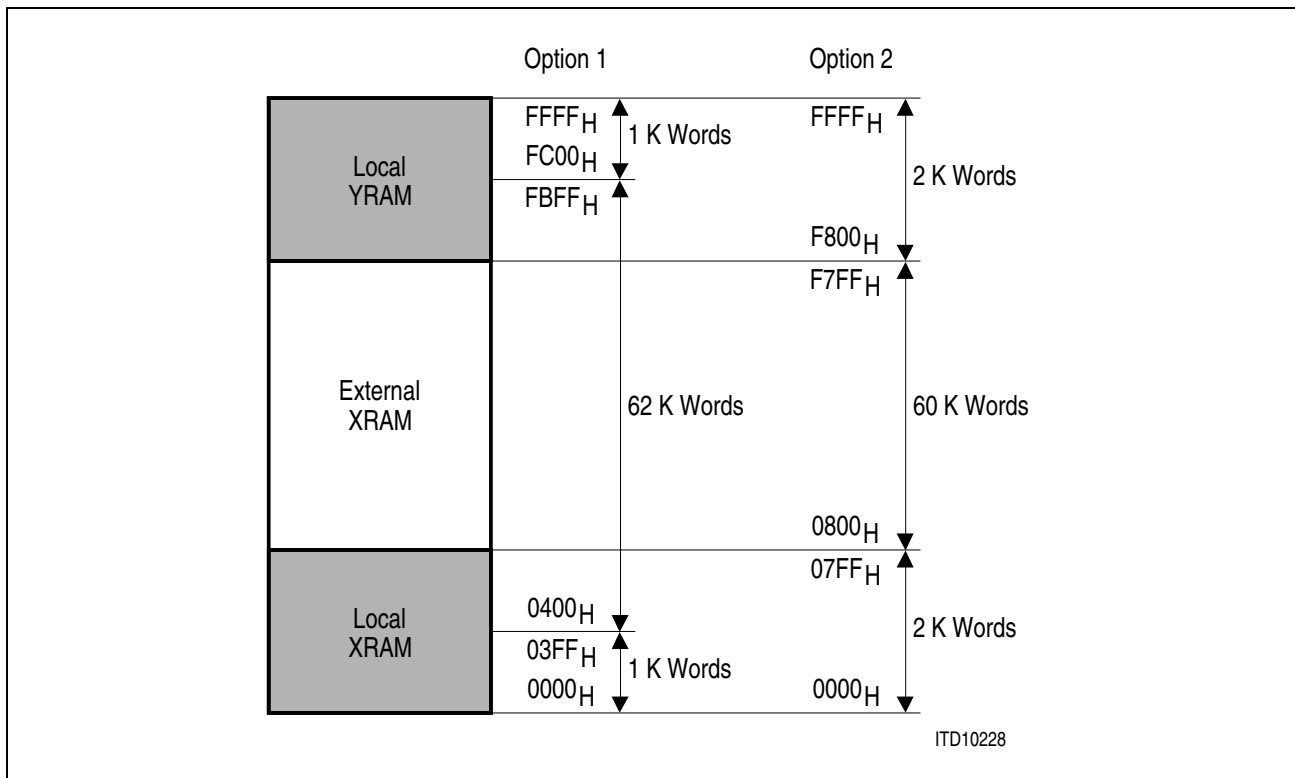 Option 1
Option 2
FFFFH
1 K Words
FFFFH
FC00H
Local
YRAM
FBFFH
2 K Words
F800H
F7FFH
External
XRAM
62 K Words
60 K Words
0800H
07FFH
0400H
Local
XRAM
2 K Words
03FFH
1 K Words
0000H
0000H
ITD10228